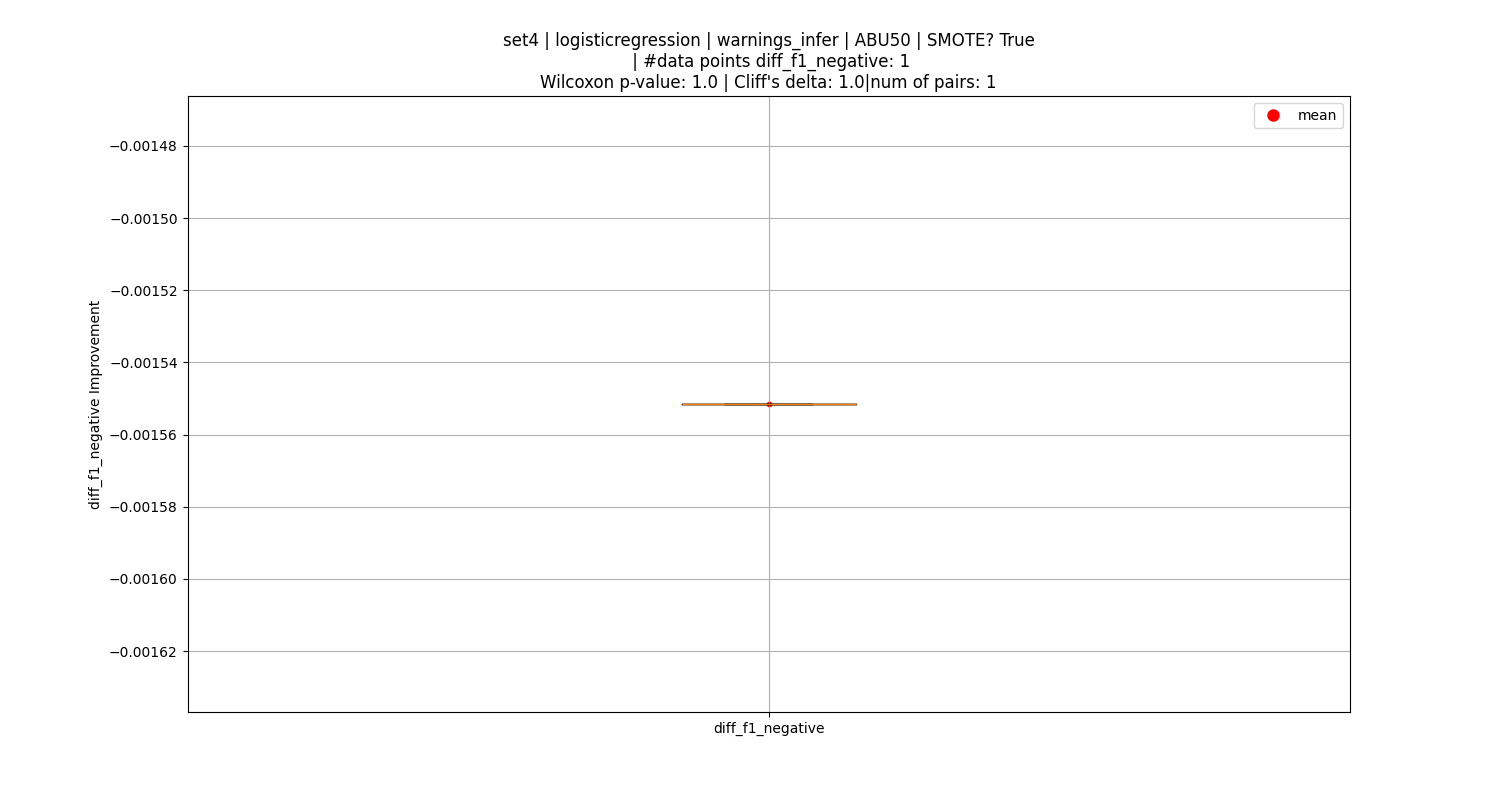 set4 | logisticregression | warnings_infer | ABU50 | SMOTE? True
| #data points diff_f1_negative: 1
Wilcoxon p-value: 1.0 | Cliff's delta: 1.0|num of pairs: 1
mean
−0.00148
−0.00150
−0.00152
−0.00154
−0.00156
−0.00158
−0.00160
−0.00162
diff_f1_negative Improvement
diff_f1_negative